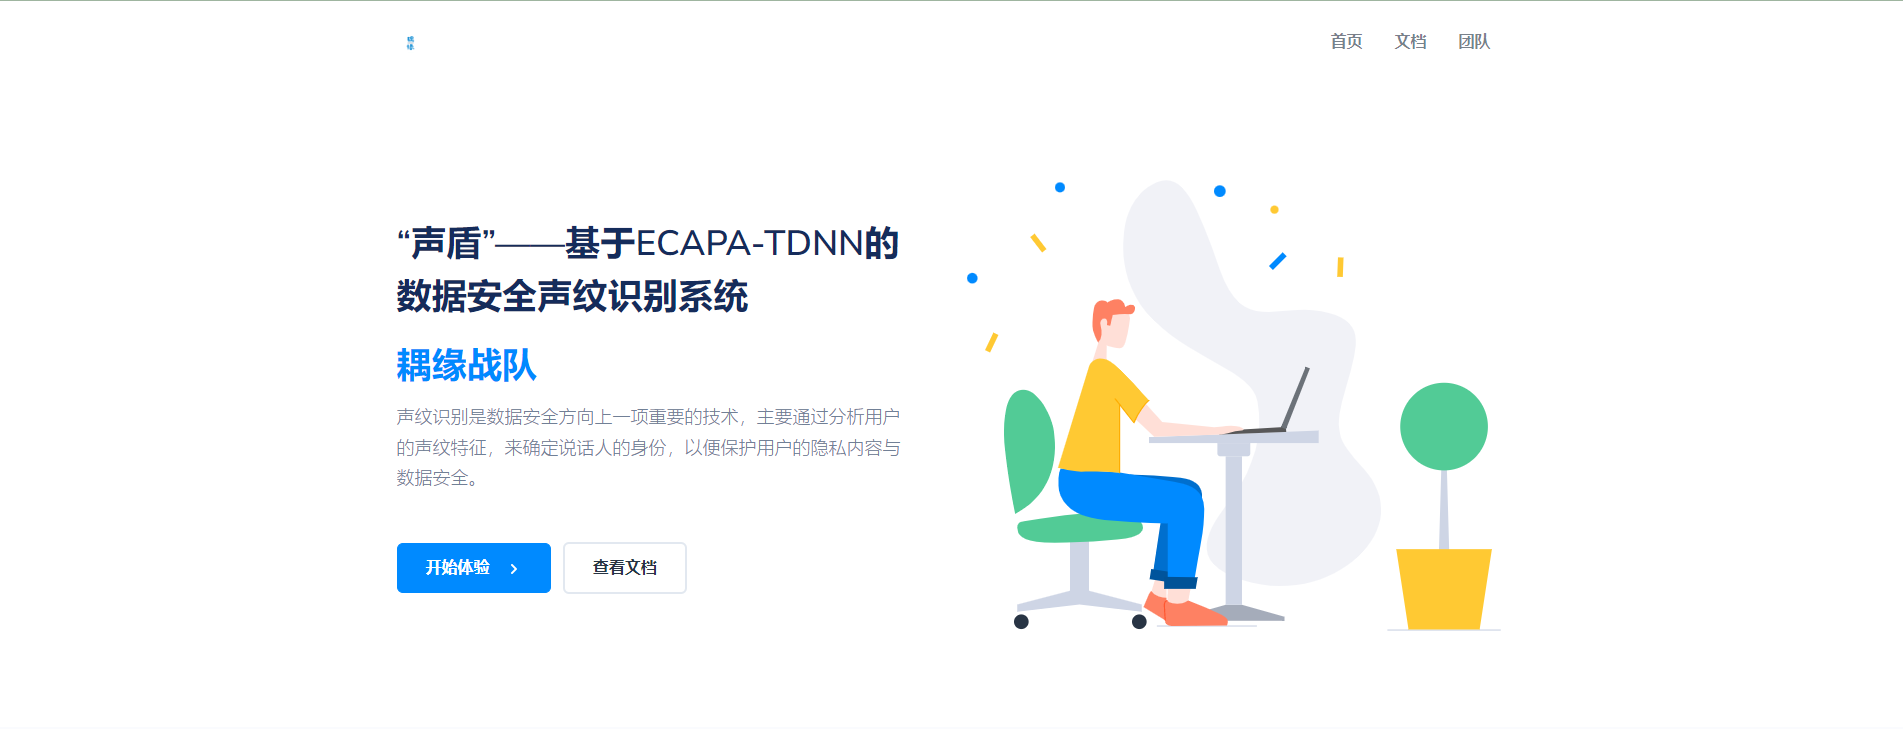 耦缘
首页 文档 团队
“声盾”——基于ECAPA-TDNN的
数据安全声纹识别系统
耦缘战队
声纹识别是数据安全方向上一项重要的技术，主要通过分析用户
的声纹特征，来确定说话人的身份，以便保护用户的隐私内容与
数据安全。
开始体验
查看文档